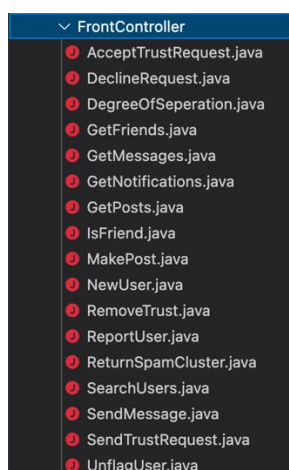 FrontController
AcceptTrustRequest.java
DeclineRequest.java
DegreeOfSeperation.java
GetFriends.java
GetMessages.java
GetNotifications.java
GetPosts.java
IsFriend.java
MakePost.java
NewUser.java
RemoveTrust.java
ReportUser.java
ReturnSpamCluster.java
SearchUsers.java
SendMessage.java
SendTrustRequest.java
UnflagUser.java